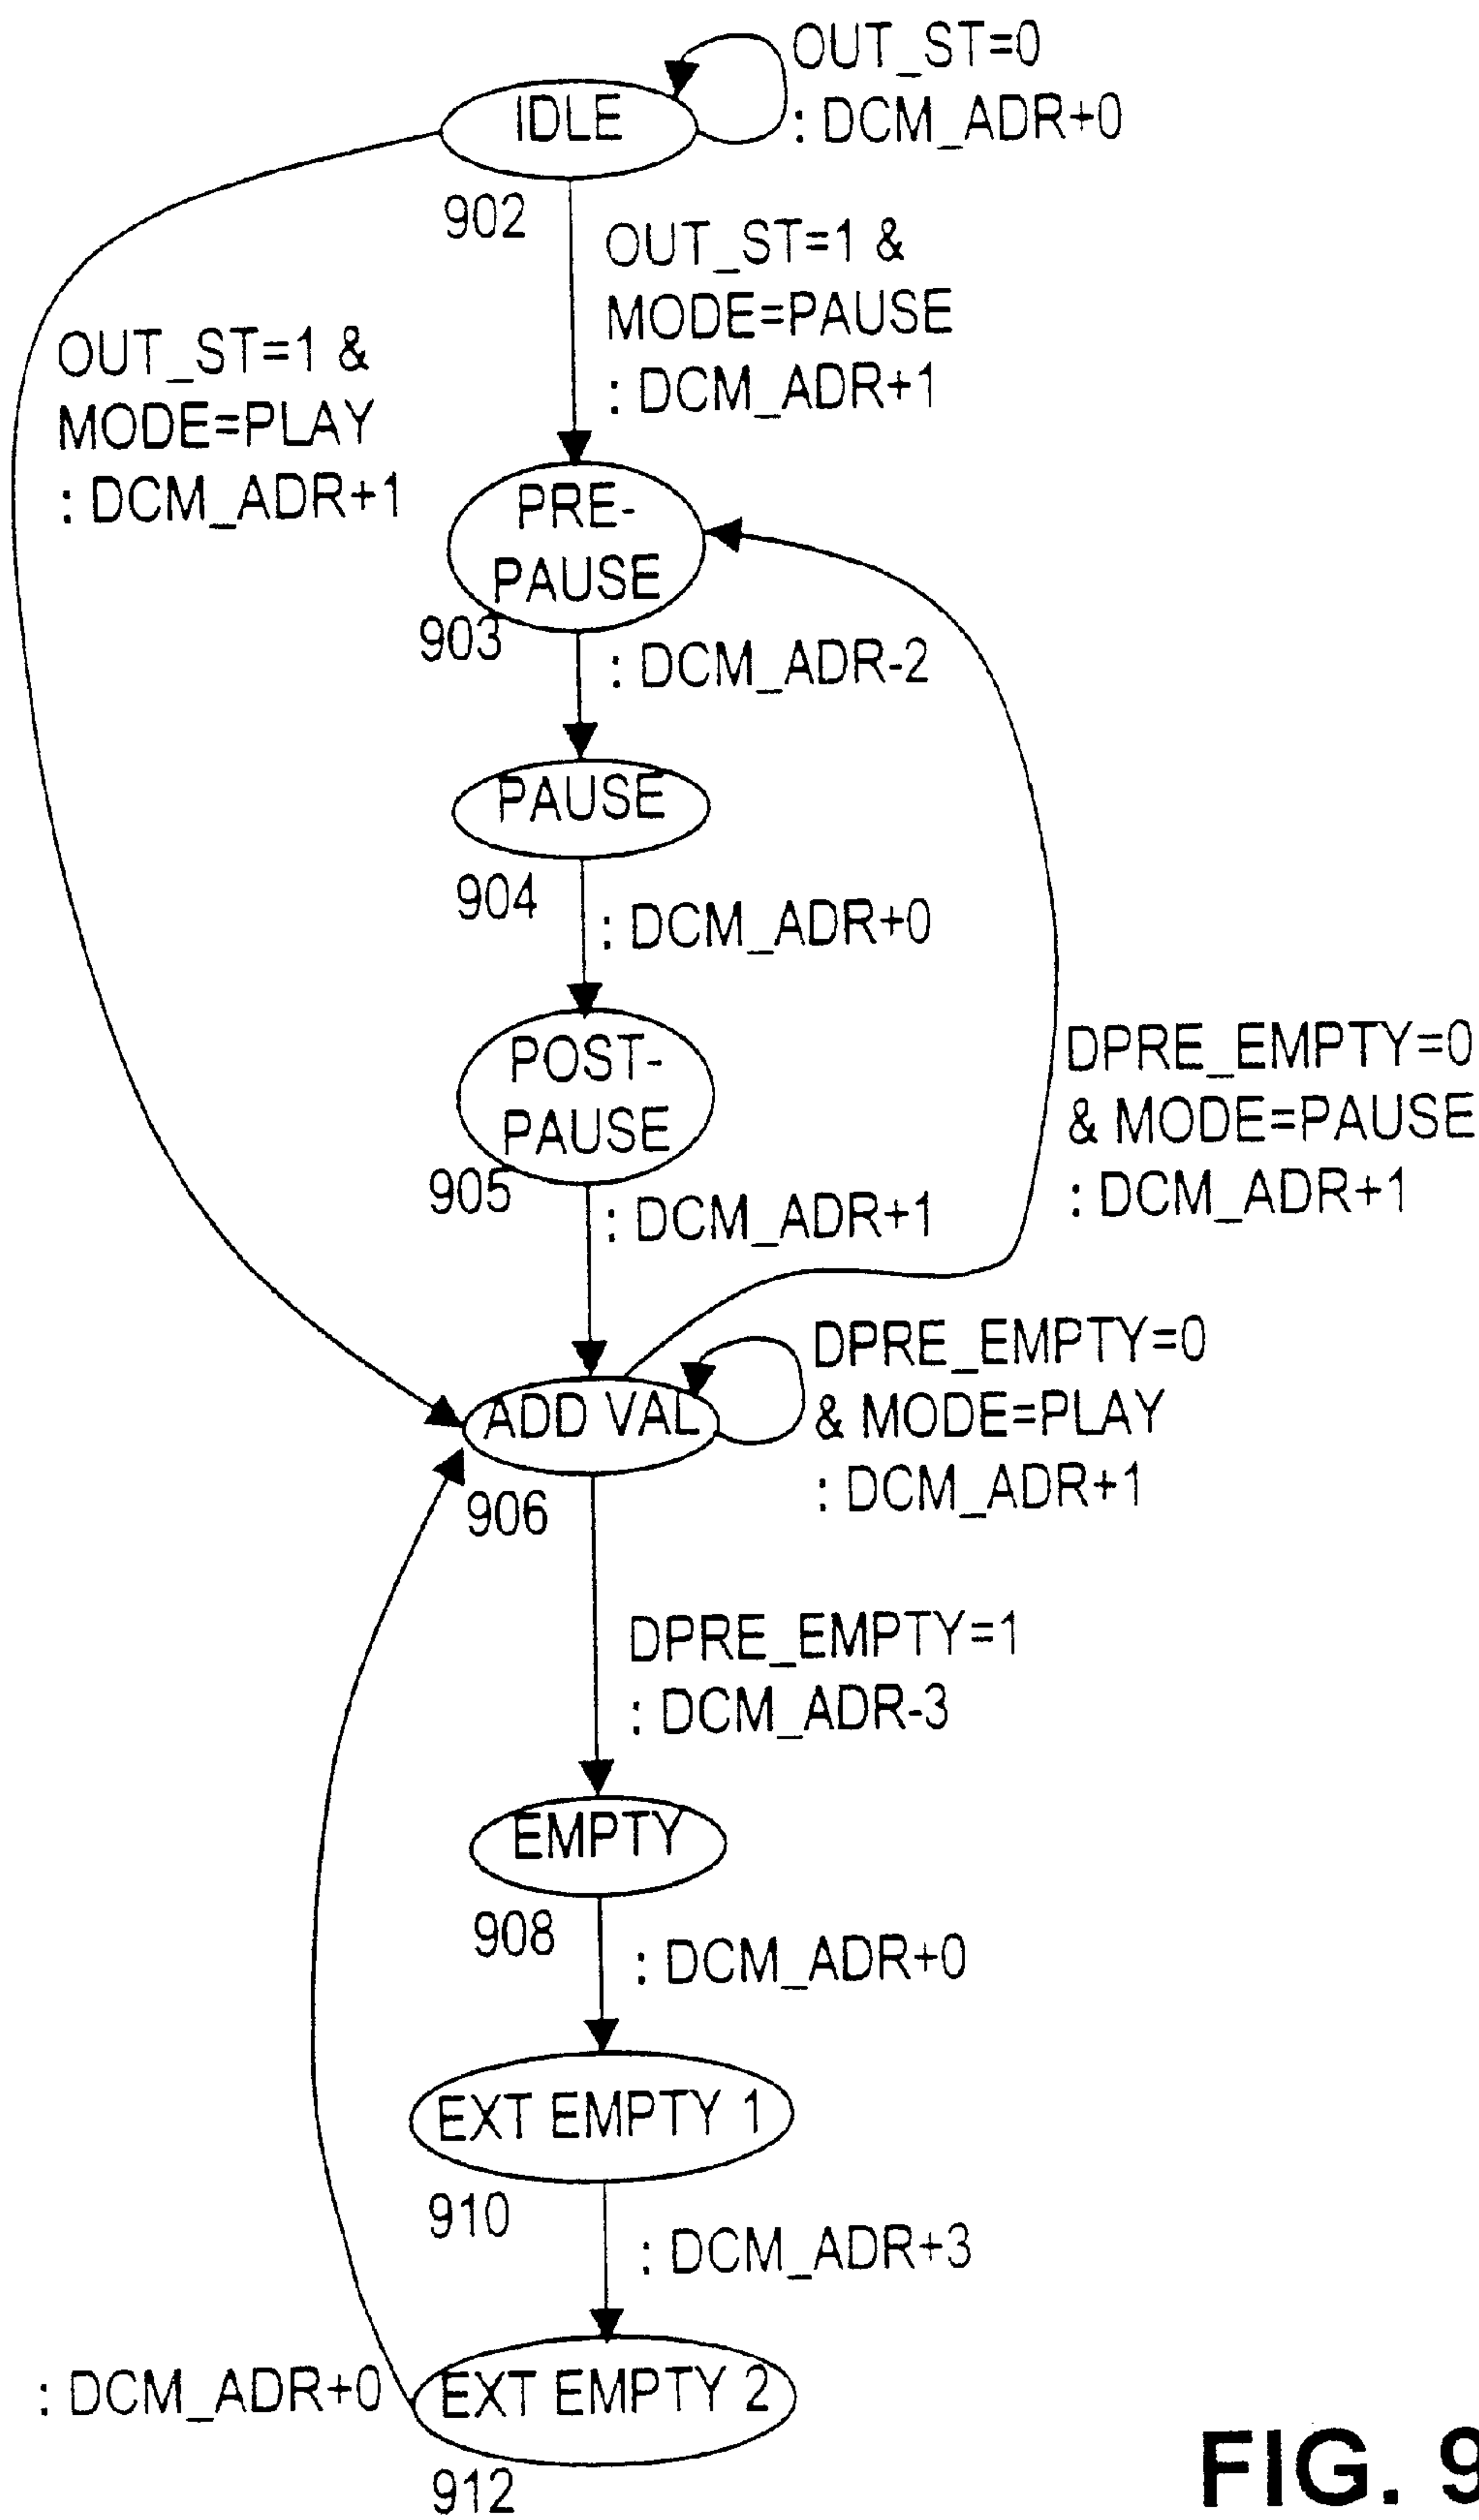 OUT_ST=0
: DCM_ADR+0
IDLE
902
OUT_ST=1 &
MODE=PAUSE
: DCM_ADR+1
OUT_ST=1 &
MODE=PLAY
: DCM_ADR+1
PRE-
PAUSE
903
: DCM_ADR-2
PAUSE
904
: DCM_ADR+0
POST-
PAUSE
905
: DCM_ADR+1
DPRE_EMPTY=0
& MODE=PAUSE
: DCM_ADR+1
DPRE_EMPTY=0
& MODE=PLAY
: DCM_ADR+1
ADD VAL
906
DPRE_EMPTY=1
: DCM_ADR-3
EMPTY
908
: DCM_ADR+0
EXT EMPTY 1
910
: DCM_ADR+3
: DCM_ADR+0
EXT EMPTY 2
912
FIG. 9